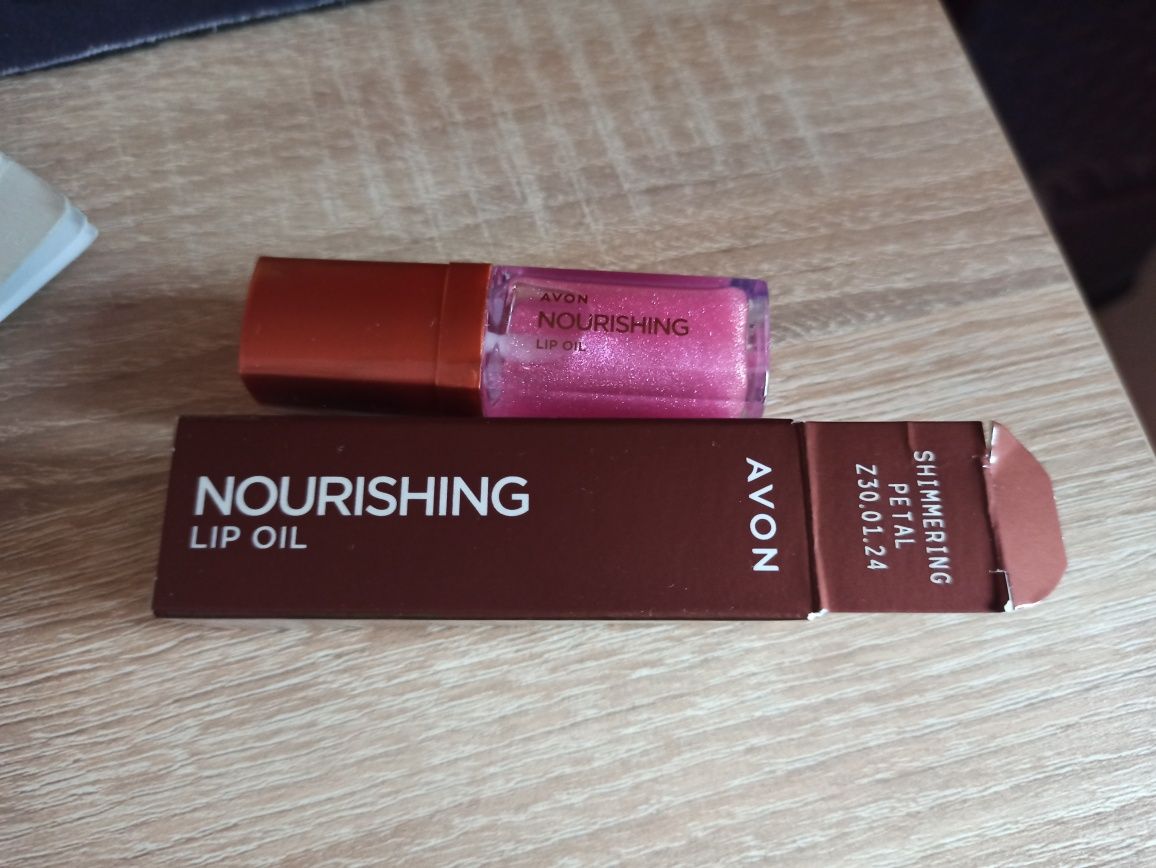 AVON
NOURISHING
LIP OIL
NOURISHING
LIP OIL
AVON
SHIMMERING
PETAL
Z30.01.24